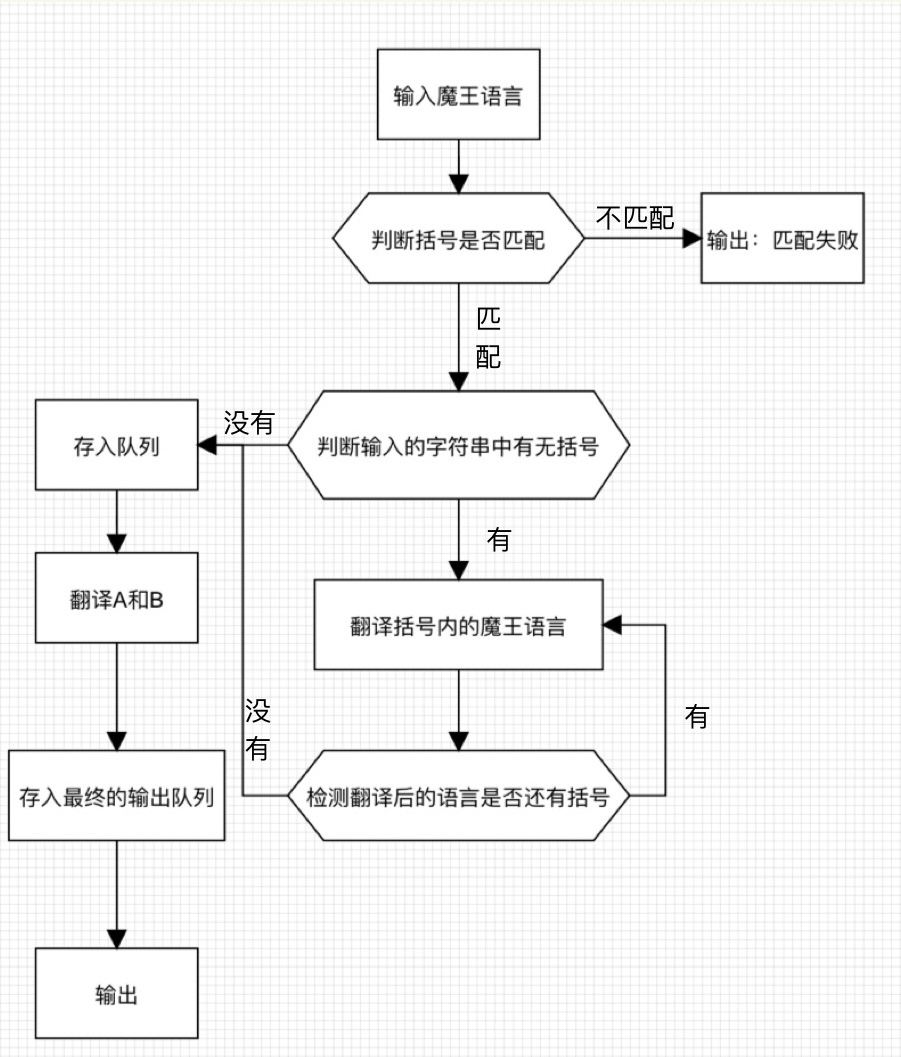 输入魔王语言
判断括号是否匹配
不匹配
输出：匹配失败
匹
配
没有
存入队列
判断输入的字符串中有无括号
有
翻译A和B
翻译括号内的魔王语言
没
有
有
存入最终的输出队列
检测翻译后的语言是否还有括号
输出